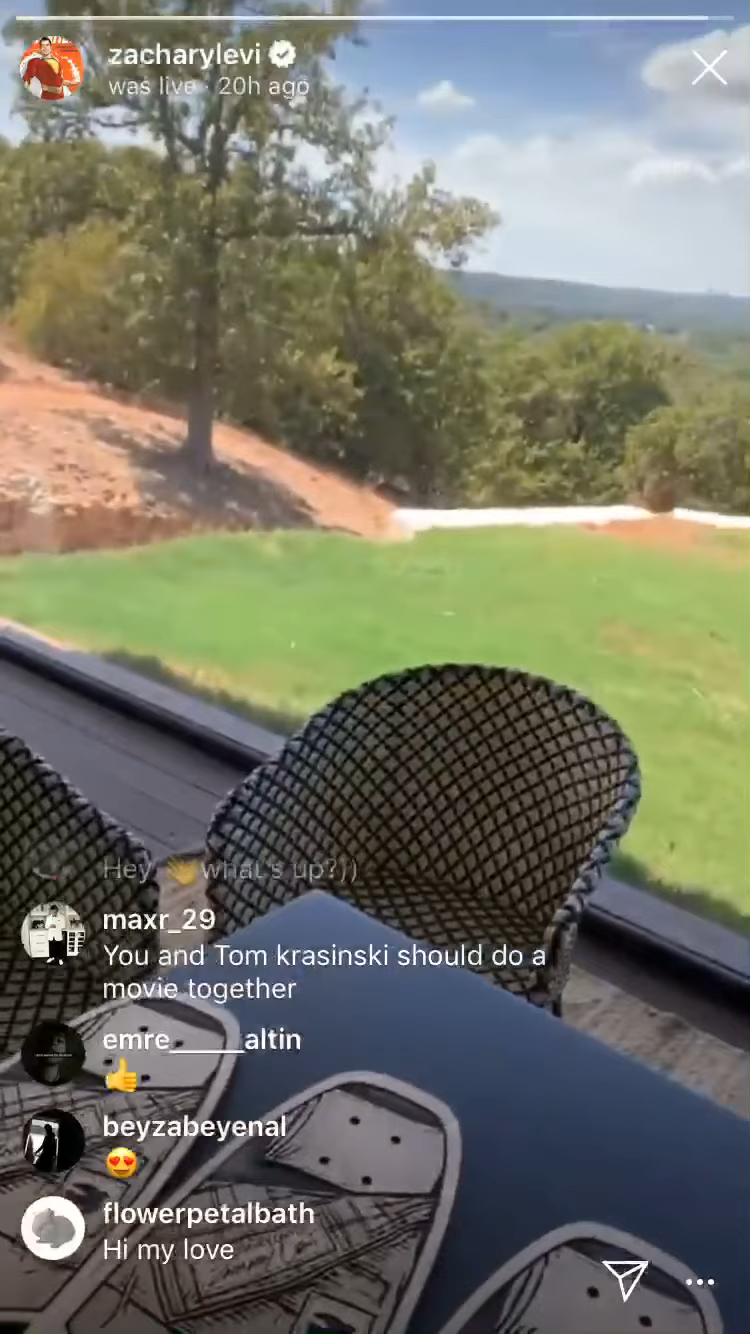 zacharylevi
was live · 20h ago
Hey 👋 what's up?))
maxr_29
You and Tom krasinski should do a
movie together
emre_____altin
👍
beyzabeyenal
😍
flowerpetalbath
Hi my love